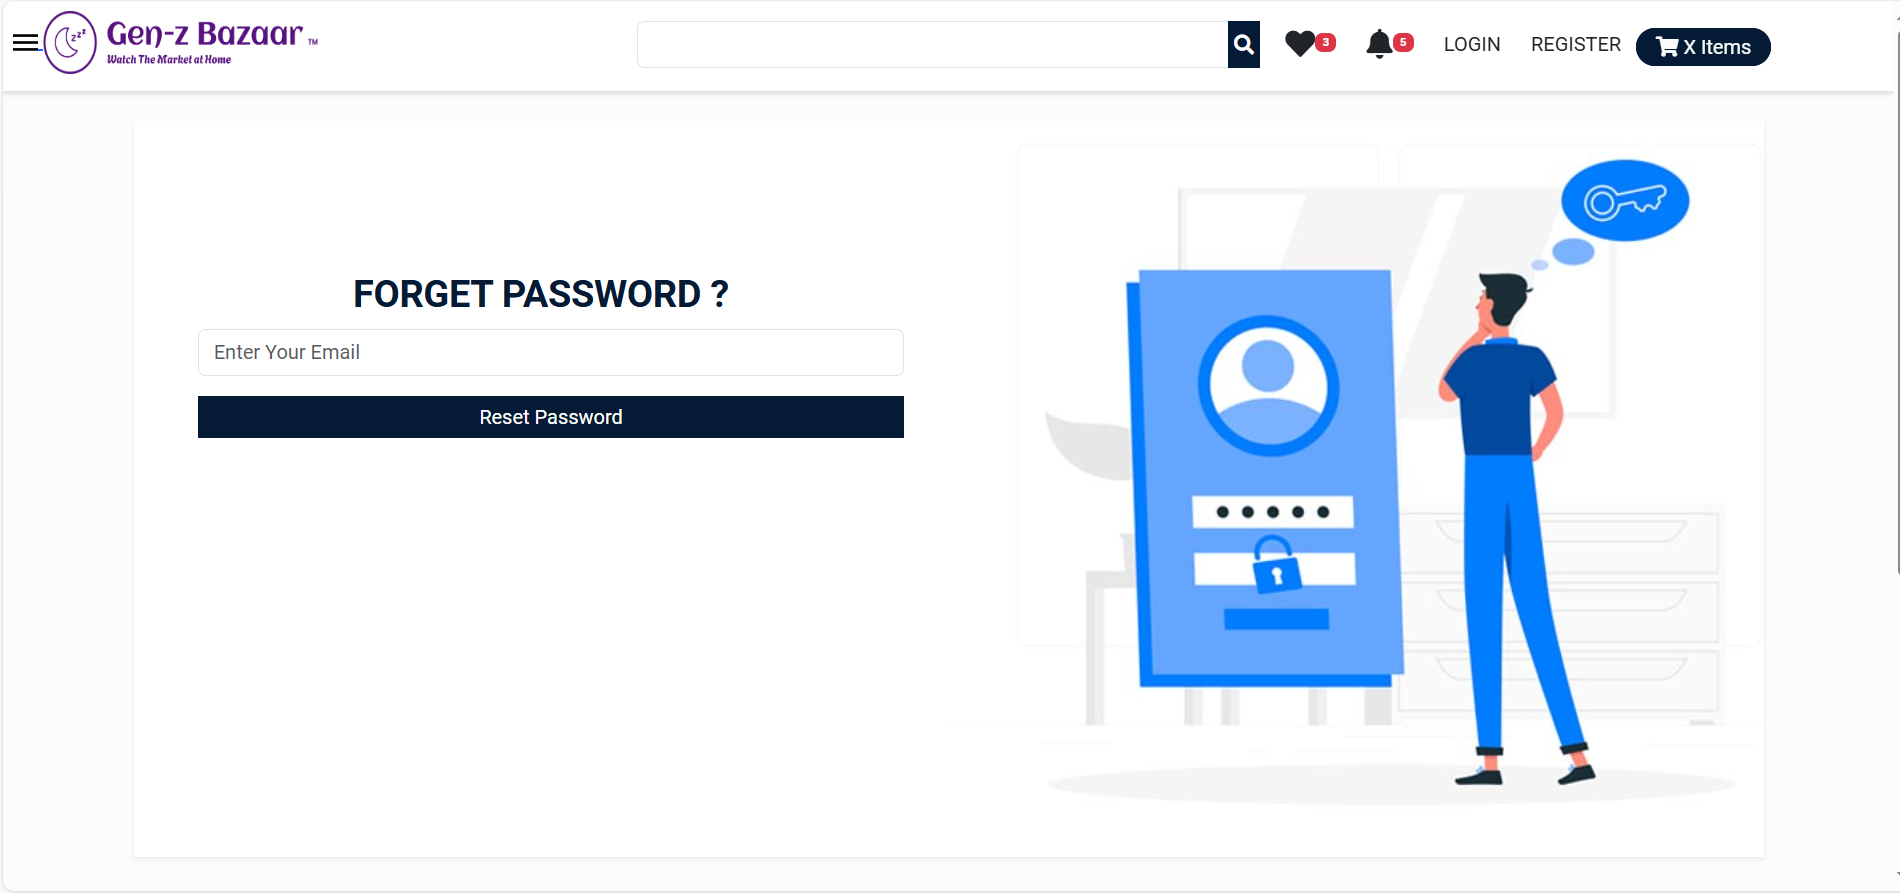 Gen-z Bazaar ™
Watch The Market at Home
zzz
3
5
LOGIN
REGISTER
X Items
FORGET PASSWORD ?
Enter Your Email
Reset Password